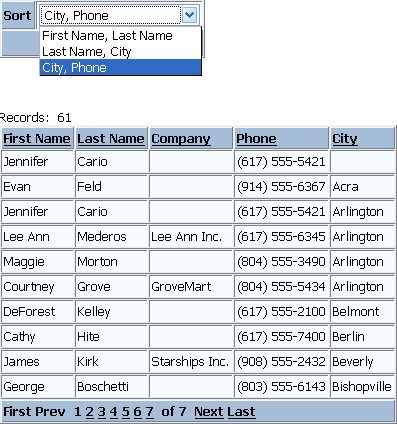 Sort City, Phone
First Name, Last Name
Last Name, City
City, Phone
Records: 61
First Name Last Name Company Phone City
Jennifer Cario (617) 555-5421
Evan Feld (914) 555-6367 Acra
Jennifer Cario (617) 555-5421 Arlington
Lee Ann Mederos Lee Ann Inc. (617) 555-6345 Arlington
Maggie Morton (804) 555-3490 Arlington
Courtney Grove GroveMart (804) 555-5434 Arlington
DeForest Kelley (617) 555-2100 Belmont
Cathy Hite (617) 555-7400 Berlin
James Kirk Starships Inc. (908) 555-2432 Beverly
George Boschetti (803) 555-6143 Bishopville
First Prev 1 2 3 4 5 6 7 of 7 Next Last